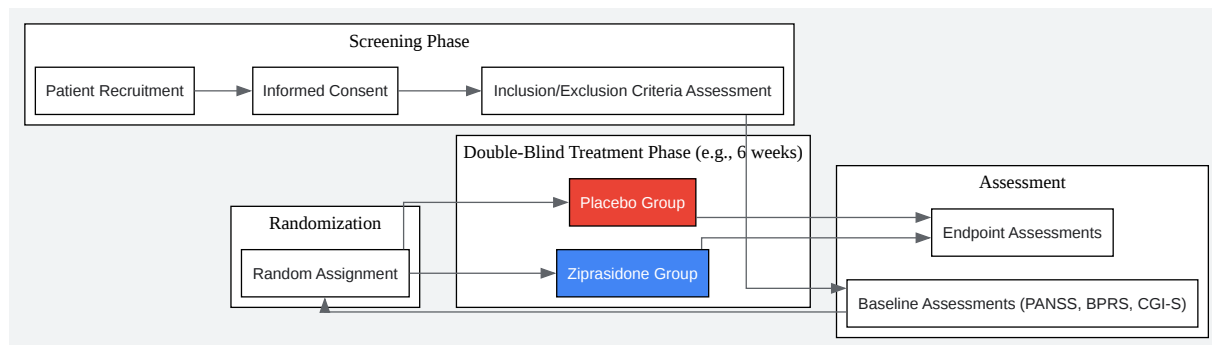 Screening Phase
Patient Recruitment
Informed Consent
Inclusion/Exclusion Criteria Assessment
Double-Blind Treatment Phase (e.g., 6 weeks)
Placebo Group
Ziprasidone Group
Randomization
Random Assignment
Assessment
Endpoint Assessments
Baseline Assessments (PANSS, BPRS, CGI-S)